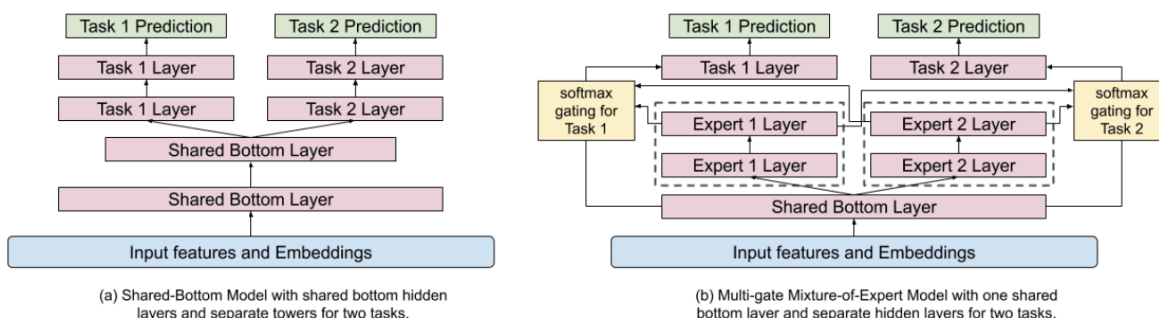 Task 1 Prediction
Task 2 Prediction
Task 1 Layer
Task 2 Layer
Task 1 Layer
Task 2 Layer
Shared Bottom Layer
Shared Bottom Layer
Input features and Embeddings
(a) Shared-Bottom Model with shared bottom hidden
layers and separate towers for two tasks.
Task 1 Prediction
Task 2 Prediction
Task 1 Layer
Task 2 Layer
softmax
gating for
Task 1
Expert 1 Layer
Expert 2 Layer
softmax
gating for
Task 2
Expert 1 Layer
Expert 2 Layer
Shared Bottom Layer
Input features and Embeddings
(b) Multi-gate Mixture-of-Expert Model with one shared
bottom layer and separate hidden layers for two tasks.